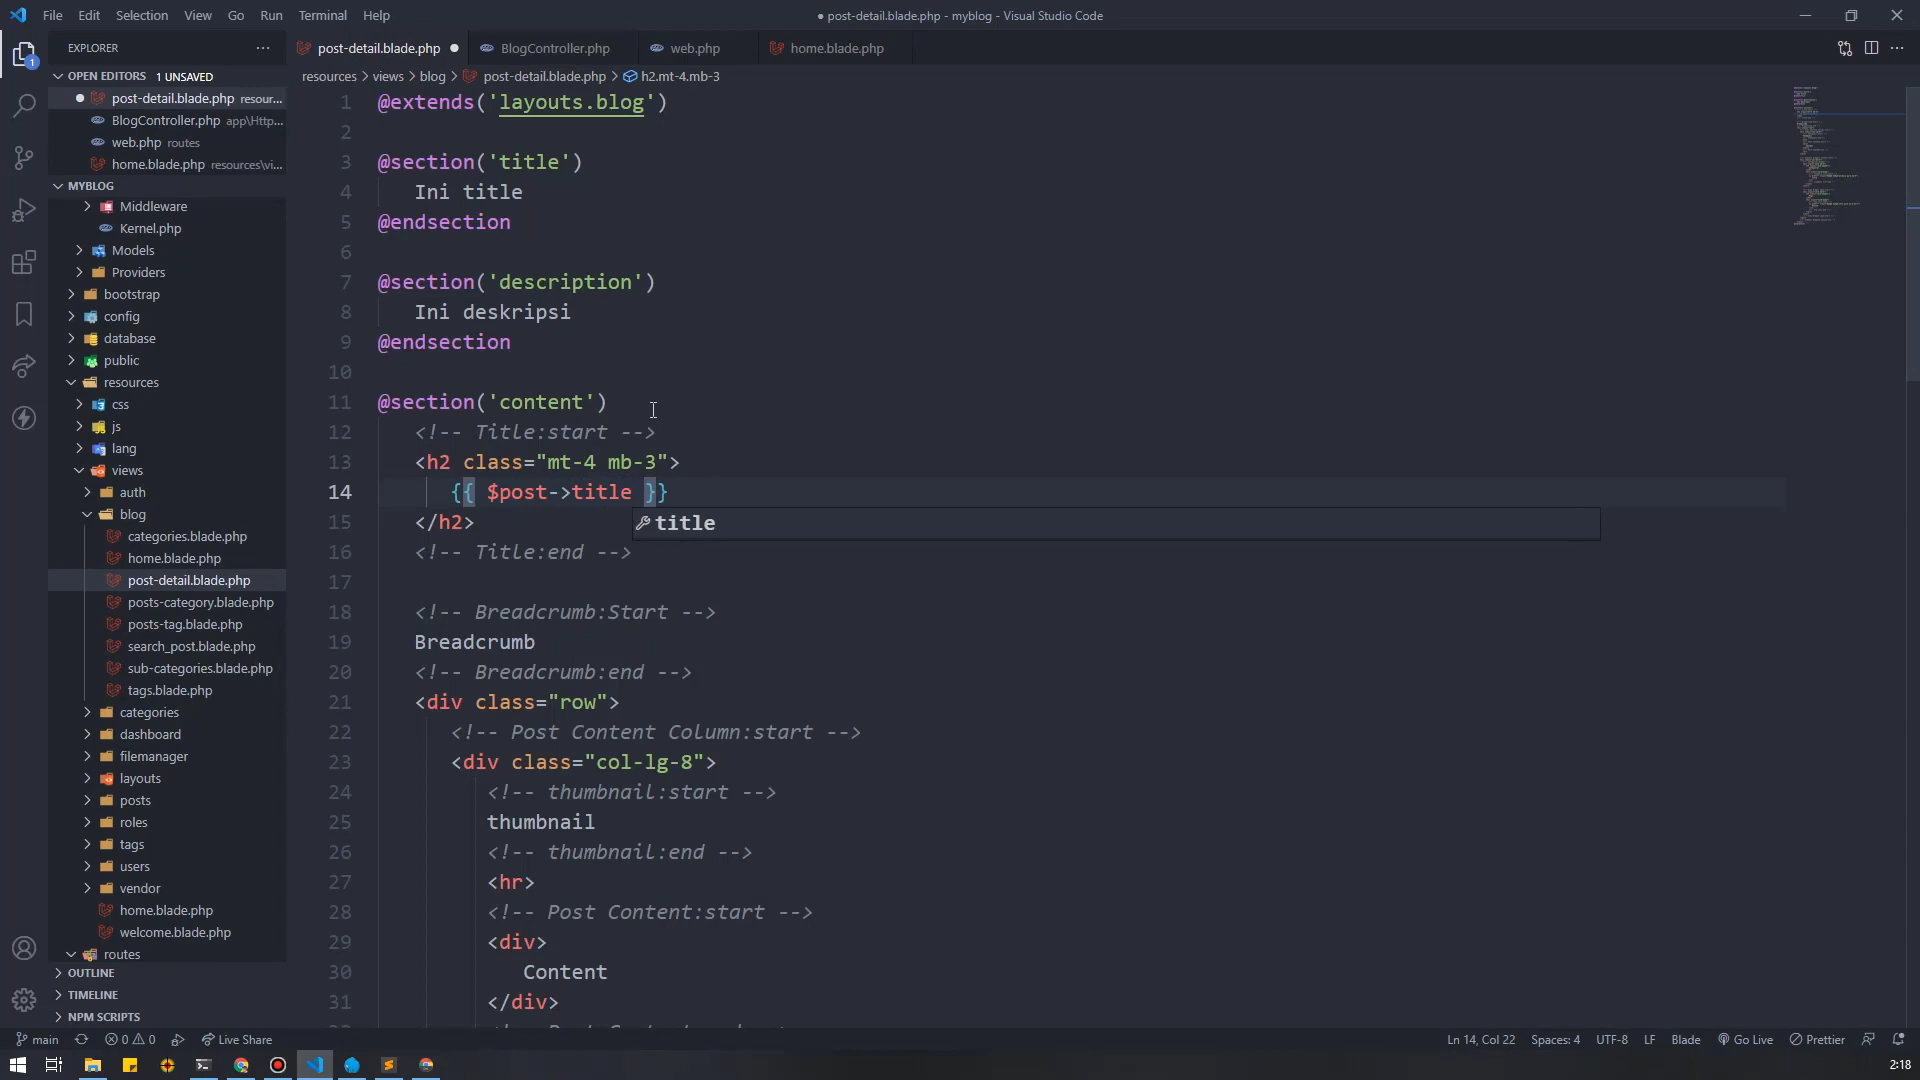 File Edit Selection View Go Run Terminal Help
● post-detail.blade.php - myblog - Visual Studio Code
EXPLORER
post-detail.blade.php
BlogController.php
web.php
home.blade.php
OPEN EDITORS 1 UNSAVED
post-detail.blade.php resour...
BlogController.php app\Http...
web.php routes
home.blade.php resources\vi...
MYBLOG
Middleware
Kernel.php
Models
Providers
bootstrap
config
database
public
resources
css
js
lang
views
auth
blog
categories.blade.php
home.blade.php
post-detail.blade.php
posts-category.blade.php
posts-tag.blade.php
search_post.blade.php
sub-categories.blade.php
tags.blade.php
categories
dashboard
filemanager
layouts
posts
roles
tags
users
vendor
home.blade.php
welcome.blade.php
routes
OUTLINE
TIMELINE
NPM SCRIPTS
resources > views > blog > post-detail.blade.php > h2.mt-4.mb-3
1 @extends('layouts.blog')
2
3 @section('title')
4 Ini title
5 @endsection
6
7 @section('description')
8 Ini deskripsi
9 @endsection
10
11 @section('content')
12 <!-- Title:start -->
13 <h2 class="mt-4 mb-3">
14 {{ $post->title }}
title
15 </h2>
16 <!-- Title:end -->
17
18 <!-- Breadcrumb:Start -->
19 Breadcrumb
20 <!-- Breadcrumb:end -->
21 <div class="row">
22 <!-- Post Content Column:start -->
23 <div class="col-lg-8">
24 <!-- thumbnail:start -->
25 thumbnail
26 <!-- thumbnail:end -->
27 <hr>
28 <!-- Post Content:start -->
29 <div>
30 Content
31 </div>
main 0 0 Live Share
Ln 14, Col 22 Spaces: 4 UTF-8 LF Blade Go Live Prettier
1
2:18